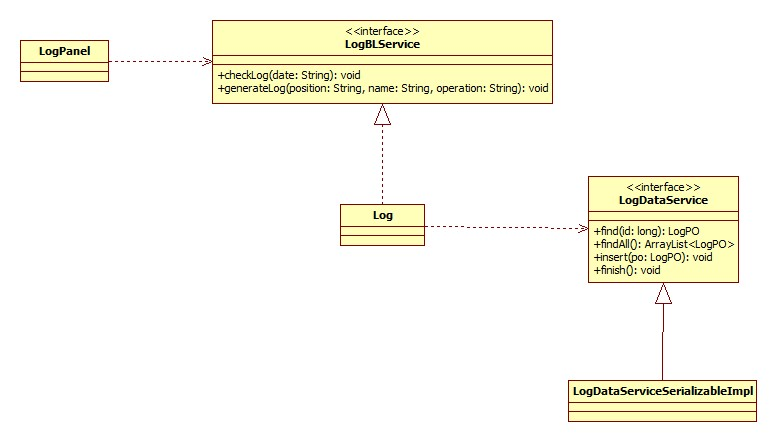 <<interface>>
LogBLService
LogPanel
+checkLog(date: String): void
+generateLog(position: String, name: String, operation: String): void
<<interface>>
LogDataService
Log
+find(id: long): LogPO
+findAll(): ArrayList<LogPO>
+insert(po: LogPO): void
+finish(): void
LogDataServiceSerializableImpl